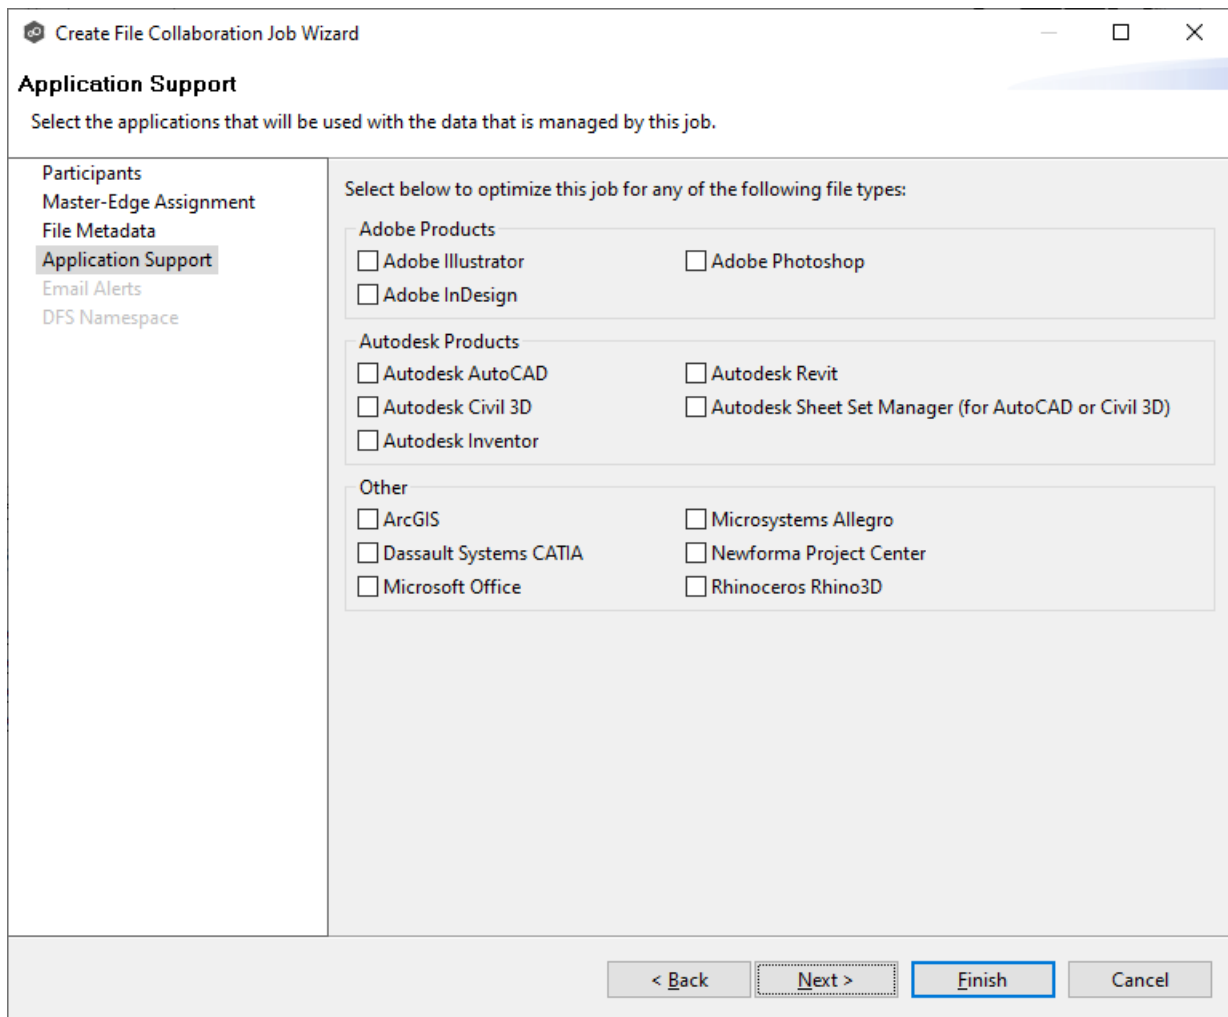 Create File Collaboration Job Wizard
Application Support
Select the applications that will be used with the data that is managed by this job.
Participants
Master-Edge Assignment
File Metadata
Application Support
Email Alerts
DFS Namespace
Select below to optimize this job for any of the following file types:
Adobe Products
Adobe Illustrator
Adobe Photoshop
Adobe InDesign
Autodesk Products
Autodesk AutoCAD
Autodesk Revit
Autodesk Civil 3D
Autodesk Sheet Set Manager (for AutoCAD or Civil 3D)
Autodesk Inventor
Other
ArcGIS
Microsystems Allegro
Dassault Systems CATIA
Newforma Project Center
Microsoft Office
Rhinoceros Rhino3D
< Back
Next >
Finish
Cancel